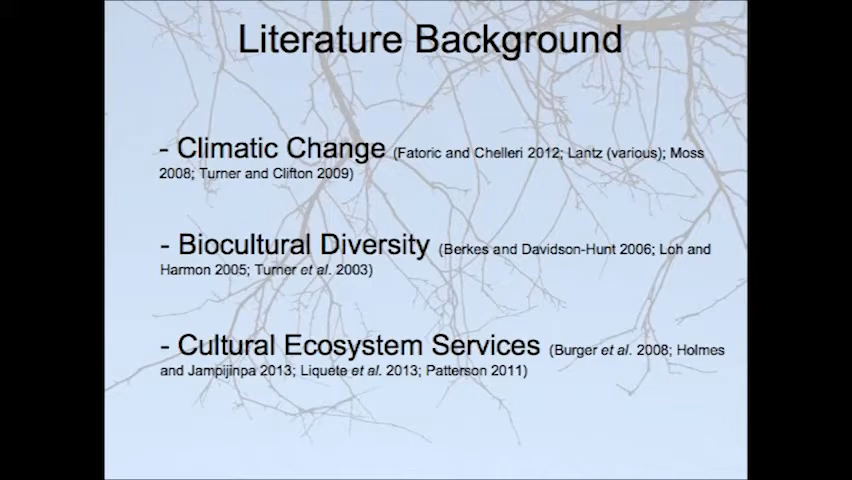 Literature Background
- Climatic Change (Fatoric and Chelleri 2012; Lantz (various); Moss
2008; Turner and Clifton 2009)
- Biocultural Diversity (Berkes and Davidson-Hunt 2006; Loh and
Harmon 2005; Turner et al. 2003)
- Cultural Ecosystem Services (Burger et al. 2008; Holmes
and Jampijinpa 2013; Liquete et al. 2013; Patterson 2011)